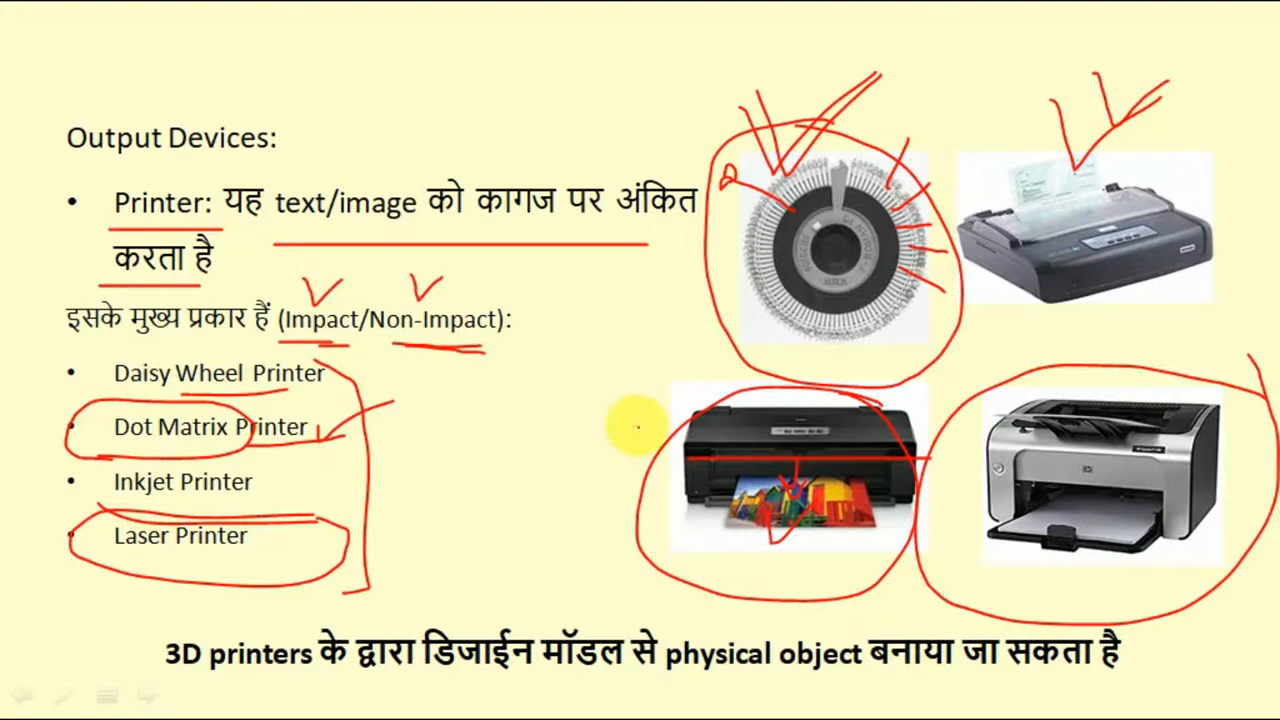 Output Devices:
• Printer: यह text/image को कागज पर अंकित
करता है
इसके मुख्य प्रकार हैं (Impact/Non-Impact):
• Daisy Wheel Printer
• Dot Matrix Printer
• Inkjet Printer
• Laser Printer
3D printers के द्वारा डिजाईन मॉडल से physical object बनाया जा सकता है